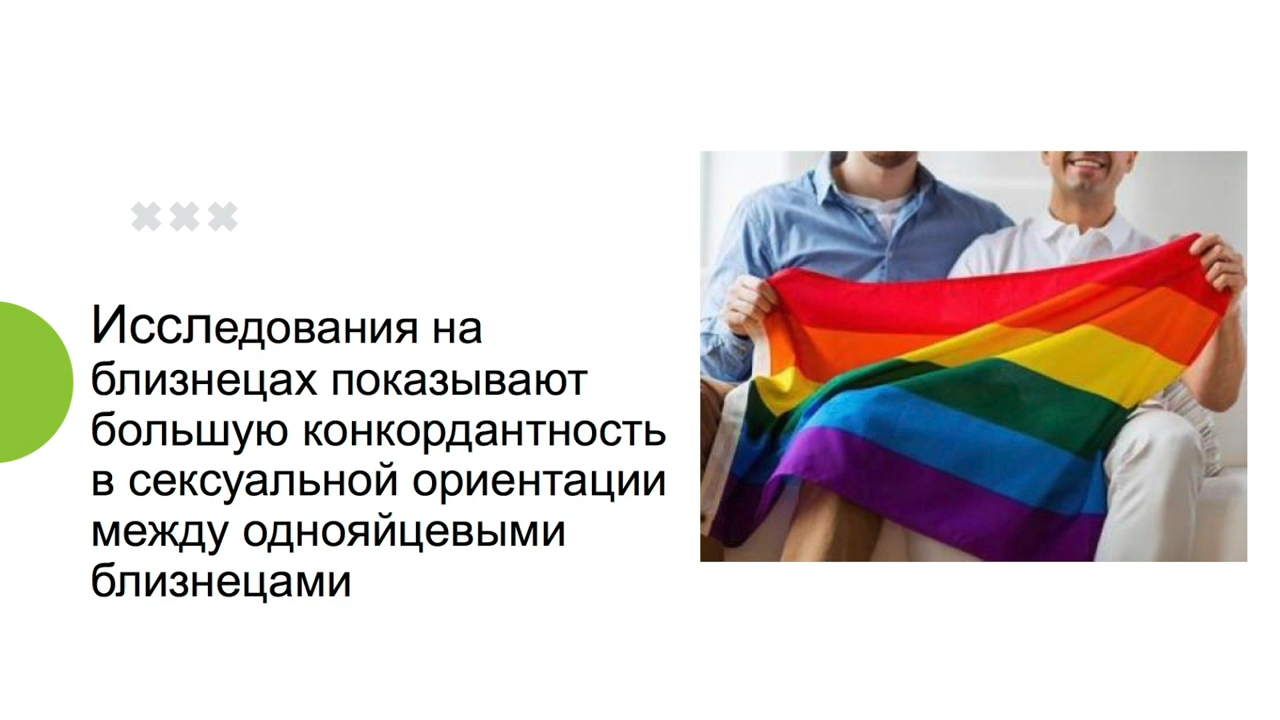 Исследования на
близнецах показывают
большую конкордантность
в сексуальной ориентации
между однояйцевыми
близнецами